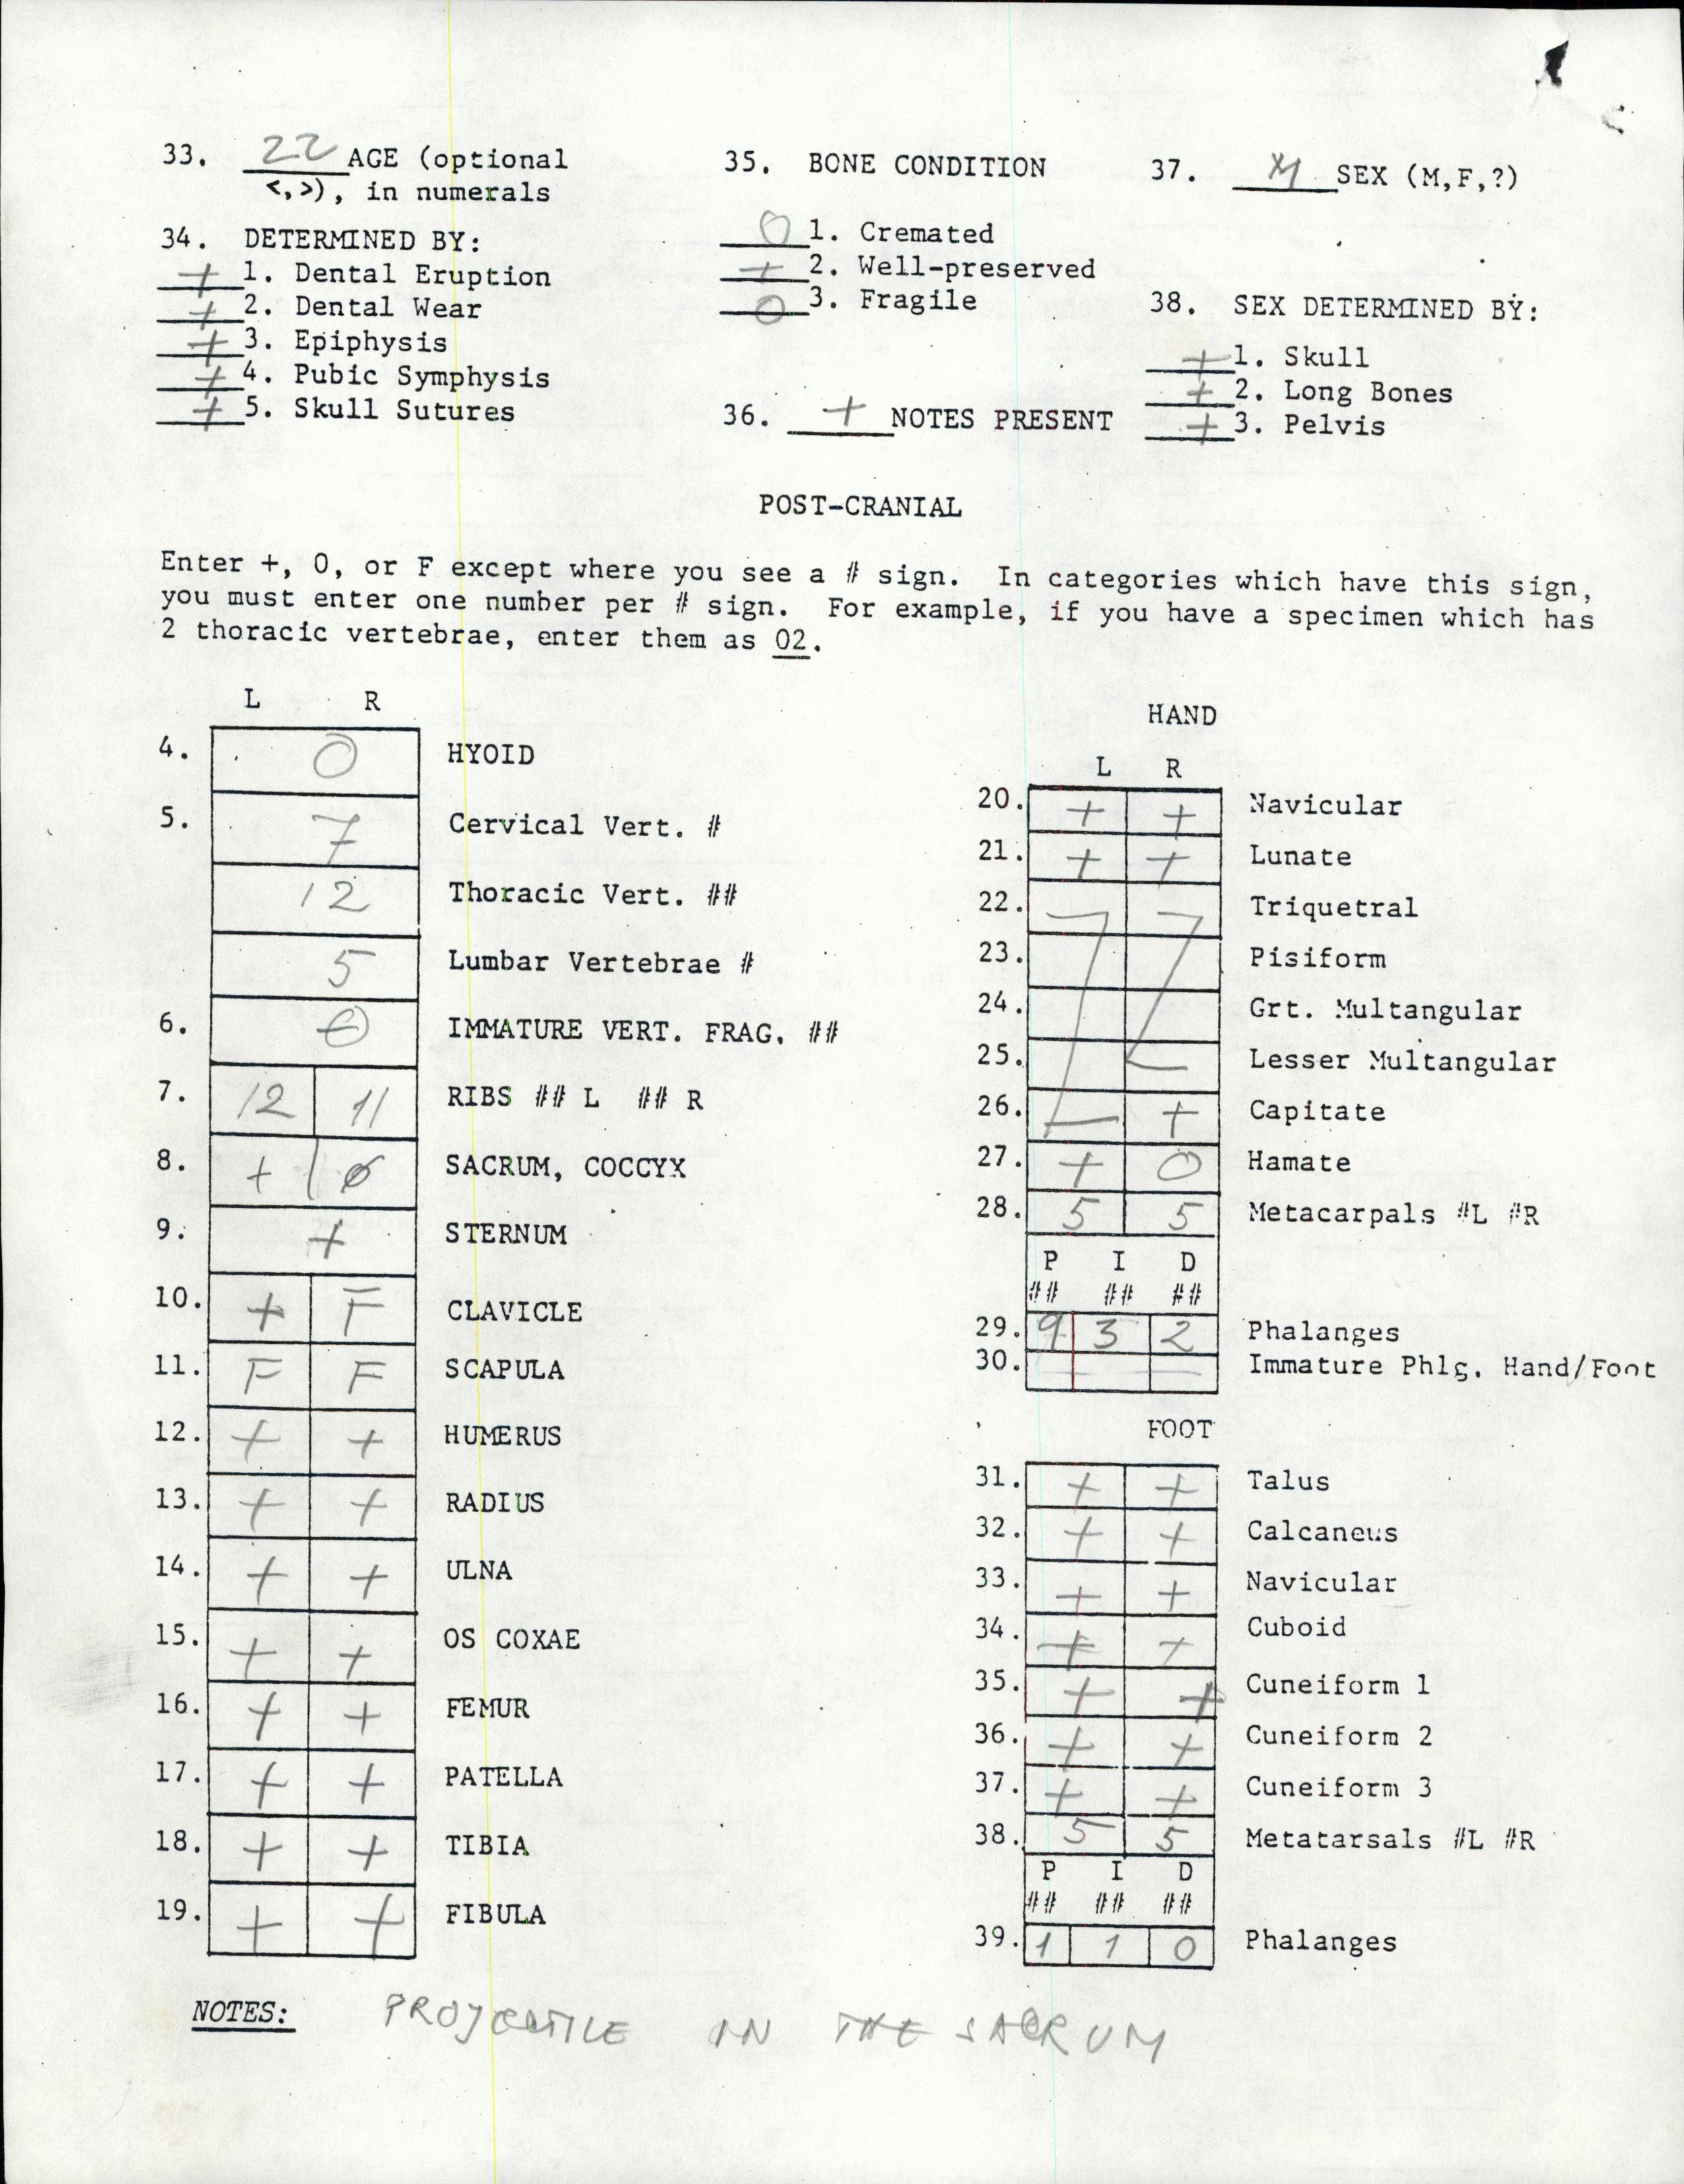 33. 22 AGE (optional
<,>), in numerals
34. DETERMINED BY:
+ 1. Dental Eruption
+ 2. Dental Wear
+ 3. Epiphysis
+ 4. Pubic Symphysis
+ 5. Skull Sutures
35. BONE CONDITION
0 1. Cremated
+ 2. Well-preserved
0 3. Fragile
36. + NOTES PRESENT
37. M SEX (M,F,?)
38. SEX DETERMINED BY:
+ 1. Skull
+ 2. Long Bones
+ 3. Pelvis
POST-CRANIAL
Enter +, 0, or F except where you see a # sign. In categories which have this sign,
you must enter one number per # sign. For example, if you have a specimen which has
2 thoracic vertebrae, enter them as 02.
L R
4. 0 HYOID
5. 7 Cervical Vert. #
12 Thoracic Vert. ##
5 Lumbar Vertebrae #
6. 0 IMMATURE VERT. FRAG. ##
7. 12 11 RIBS ## L ## R
8. + 0 SACRUM, COCCYX
9. + STERNUM
10. + F CLAVICLE
11. F F SCAPULA
12. + + HUMERUS
13. + + RADIUS
14. + + ULNA
15. + + OS COXAE
16. + + FEMUR
17. + + PATELLA
18. + + TIBIA
19. + + FIBULA
HAND
L R
20. + + Navicular
21. + + Lunate
22. Triquetral
23. Pisiform
24. Grt. Multangular
25. Lesser Multangular
26. + Capitate
27. + 0 Hamate
28. 5 5 Metacarpals #L #R
P I D
## ## ##
29. 9 3 2 Phalanges
30. — — Immature Phlg. Hand/Foot
FOOT
31. + + Talus
32. + + Calcaneus
33. + + Navicular
34. + + Cuboid
35. + + Cuneiform 1
36. + + Cuneiform 2
37. + + Cuneiform 3
38. 5 5 Metatarsals #L #R
P I D
## ## ##
39. 1 1 0 Phalanges
NOTES: PROJECTILE IN THE SACRUM